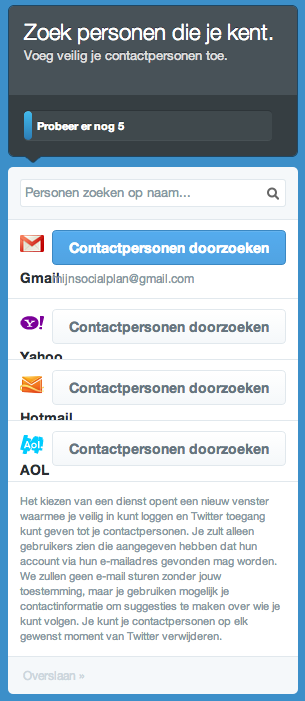 Zoek personen die je kent.
Voeg veilig je contactpersonen toe.
Probeer er nog 5
Personen zoeken op naam...
Contactpersonen doorzoeken
Gmail mijnsocialplan@gmail.com
Y!
Contactpersonen doorzoeken
Yahoo
Contactpersonen doorzoeken
Hotmail
Aol.
Contactpersonen doorzoeken
AOL
Het kiezen van een dienst opent een nieuw venster
waarmee je veilig in kunt loggen en Twitter toegang
kunt geven tot je contactpersonen. Je zult alleen
gebruikers zien die aangegeven hebben dat hun
account via hun e-mailadres gevonden mag worden.
We zullen geen e-mail sturen zonder jouw
toestemming, maar je gebruiken mogelijk je
contactinformatie om suggesties te maken over wie je
kunt volgen. Je kunt je contactpersonen op elk
gewenst moment van Twitter verwijderen.
Overslaan »